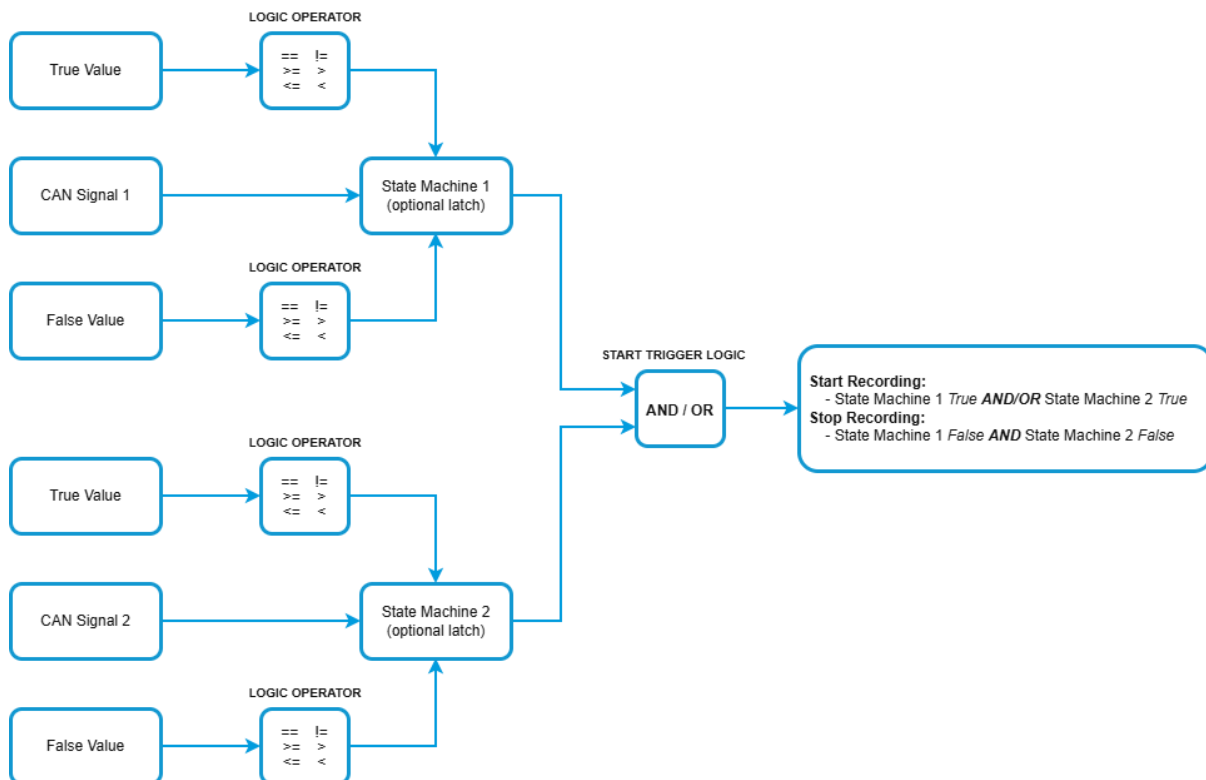 LOGIC OPERATOR
True Value
== !=
>= >
<= <
CAN Signal 1
State Machine 1
(optional latch)
LOGIC OPERATOR
False Value
== !=
>= >
<= <
START TRIGGER LOGIC
AND / OR
Start Recording:
- State Machine 1 True AND/OR State Machine 2 True
Stop Recording:
- State Machine 1 False AND State Machine 2 False
LOGIC OPERATOR
True Value
== !=
>= >
<= <
CAN Signal 2
State Machine 2
(optional latch)
LOGIC OPERATOR
False Value
== !=
>= >
<= <